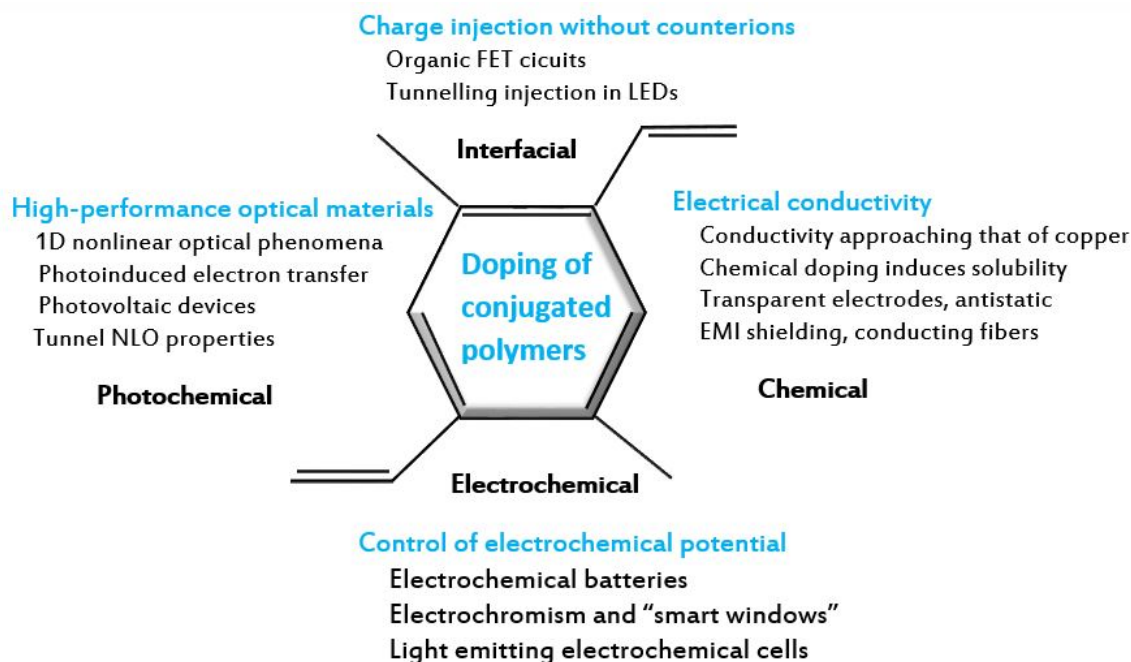 Charge injection without counterions
Organic FET cicuits
Tunnelling injection in LEDs
Interfacial
High-performance optical materials
1D nonlinear optical phenomena
Photoinduced electron transfer
Photovoltaic devices
Tunnel NLO properties
Photochemical
Doping of
conjugated
polymers
Electrical conductivity
Conductivity approaching that of copper
Chemical doping induces solubility
Transparent electrodes, antistatic
EMI shielding, conducting fibers
Chemical
Electrochemical
Control of electrochemical potential
Electrochemical batteries
Electrochromism and “smart windows”
Light emitting electrochemical cells